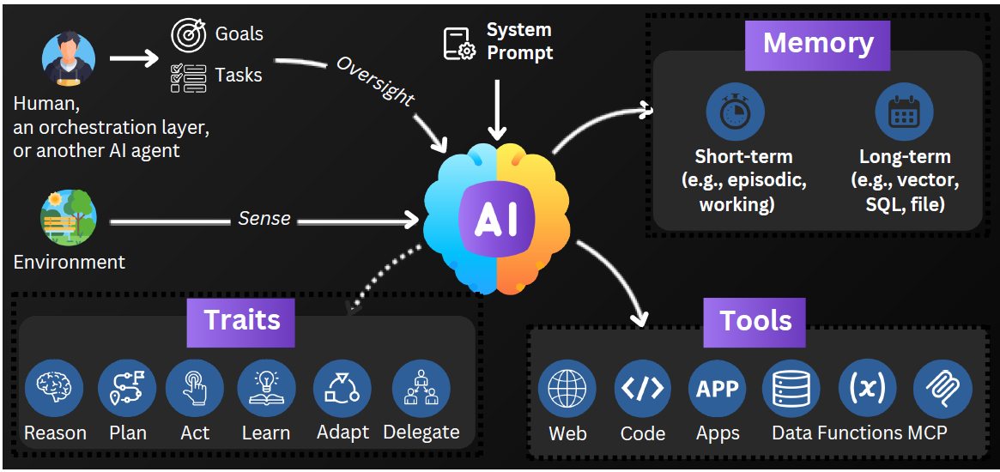 Goals
Tasks
Human,
an orchestration layer,
or another AI agent
Oversight
System
Prompt
Memory
Short-term
(e.g., episodic,
working)
Long-term
(e.g., vector,
SQL, file)
Environment
Sense
AI
Traits
Reason Plan Act Learn Adapt Delegate
Tools
</> APP (x)
Web Code Apps Data Functions MCP